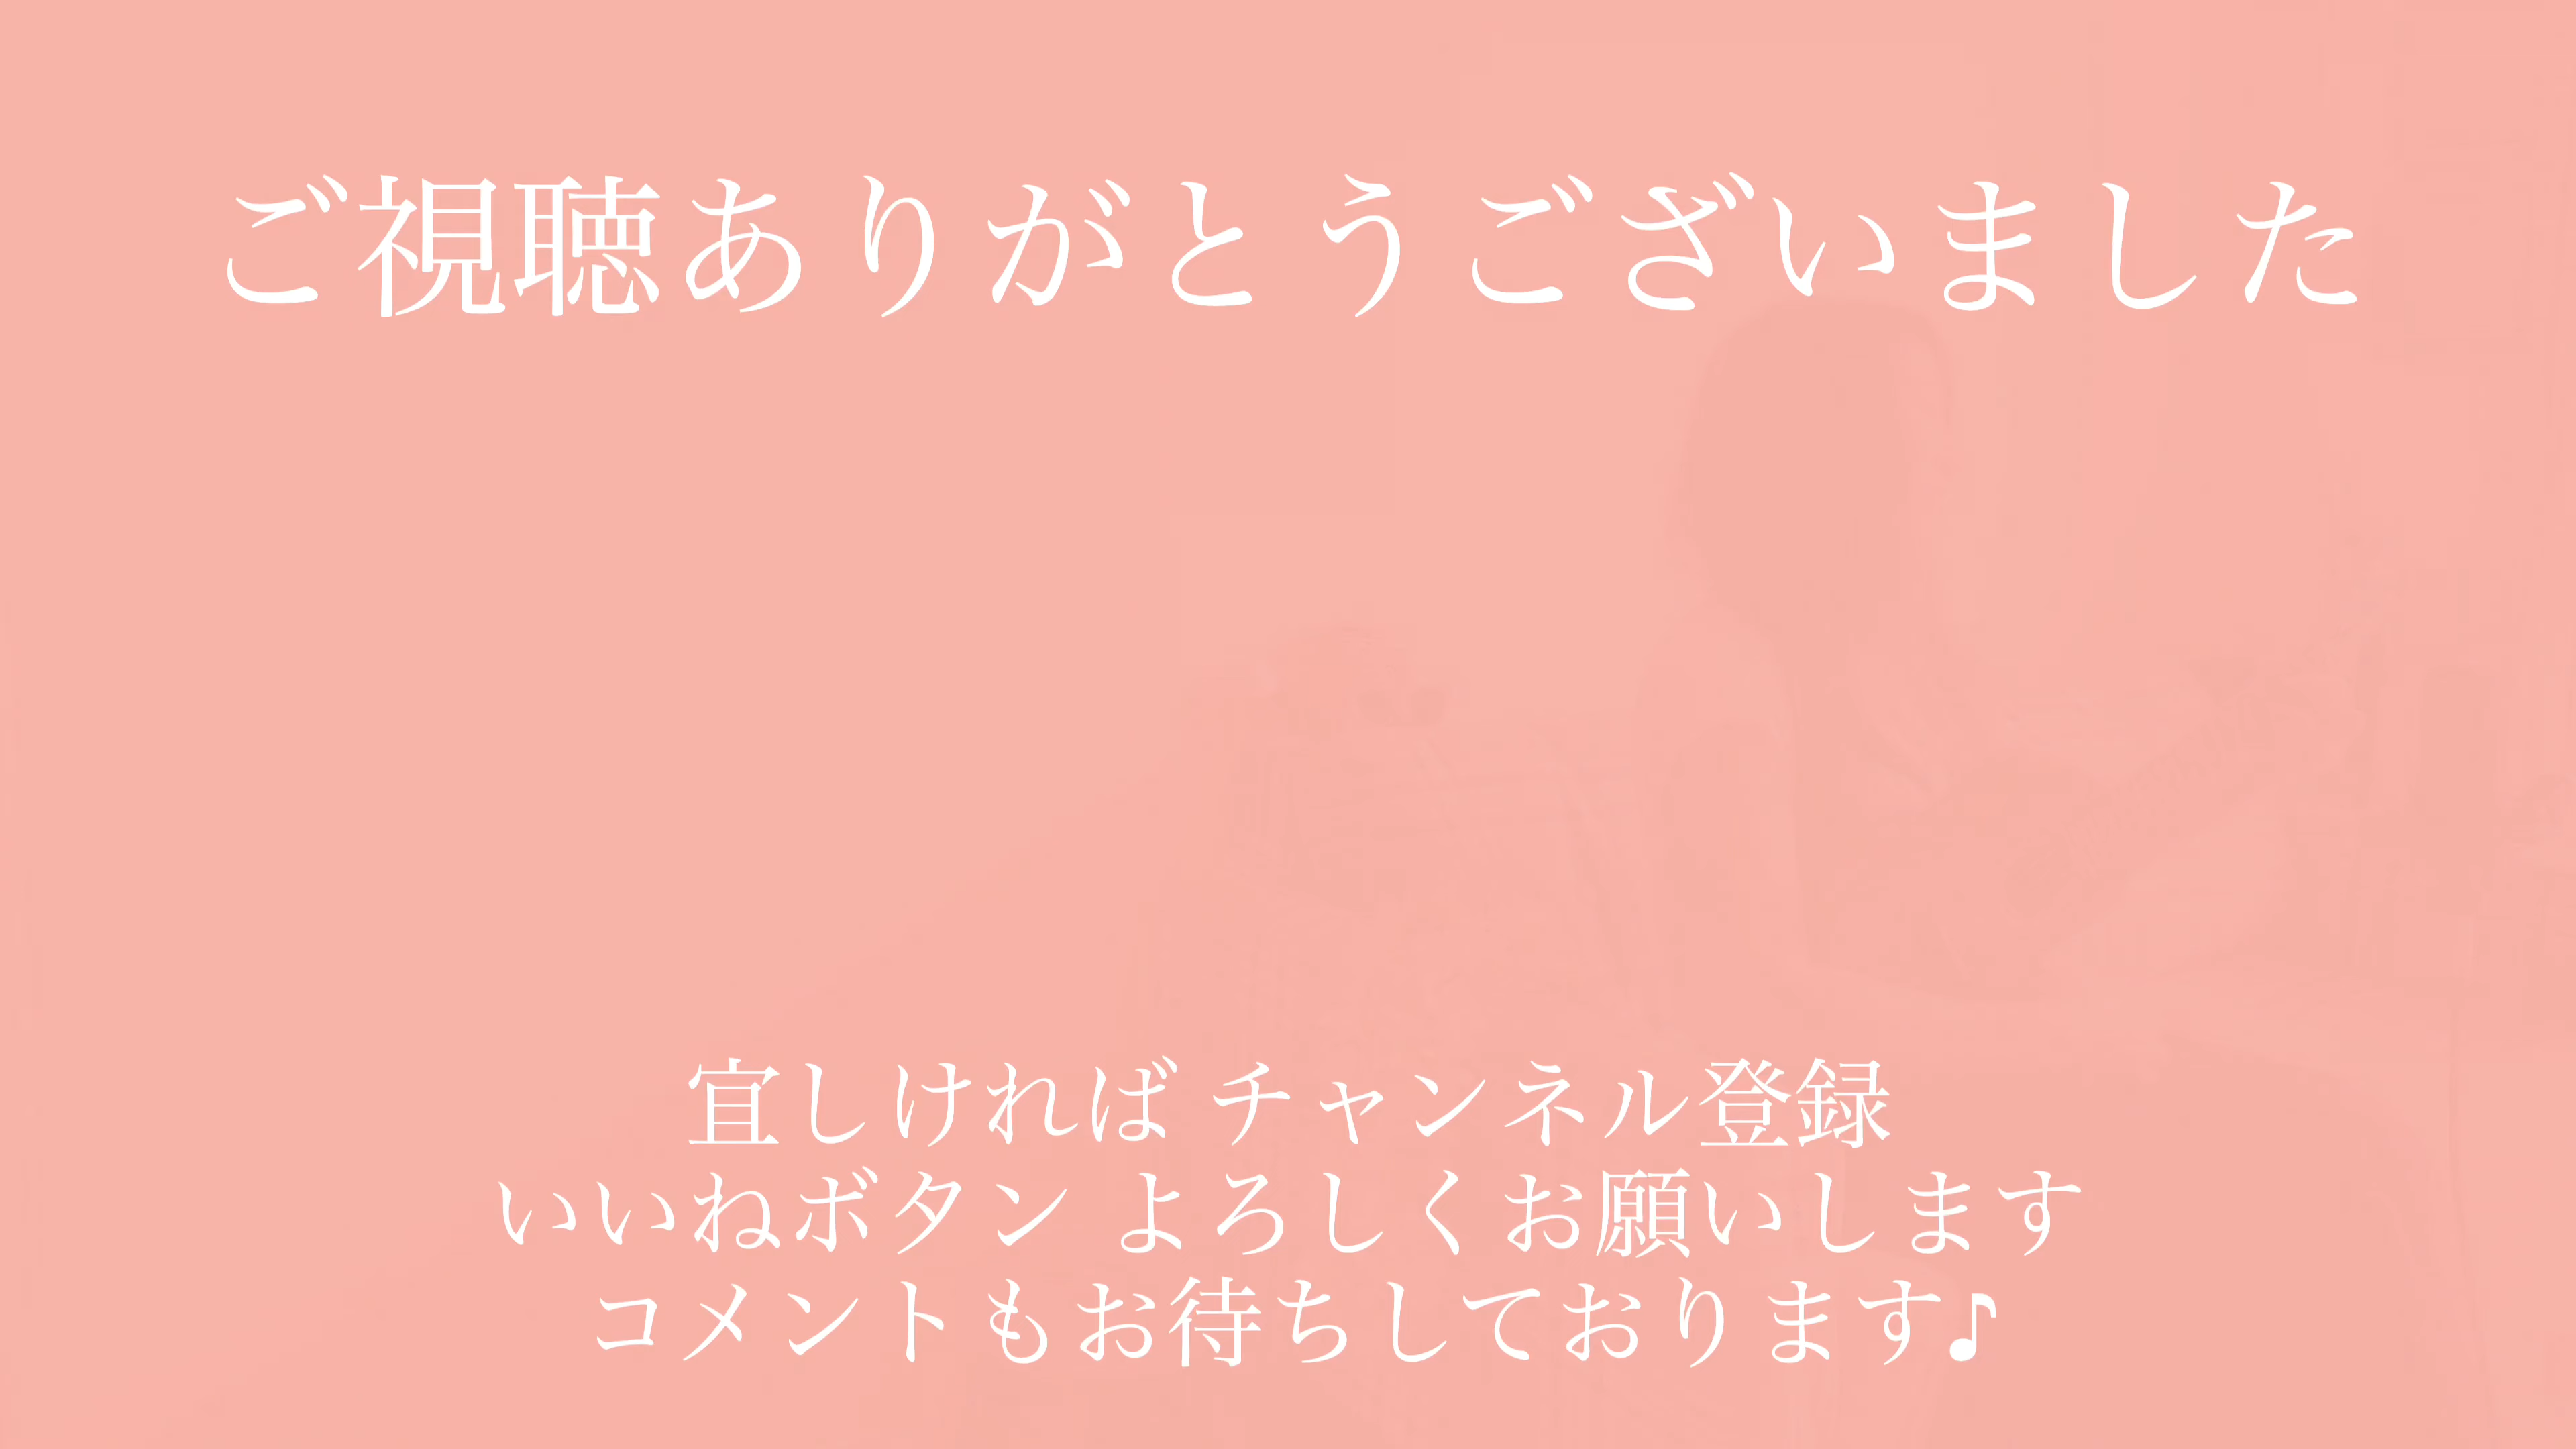 ご視聴ありがとうございました
宜しければ チャンネル登録
いいねボタン よろしくお願いします
コメントもお待ちしております♪